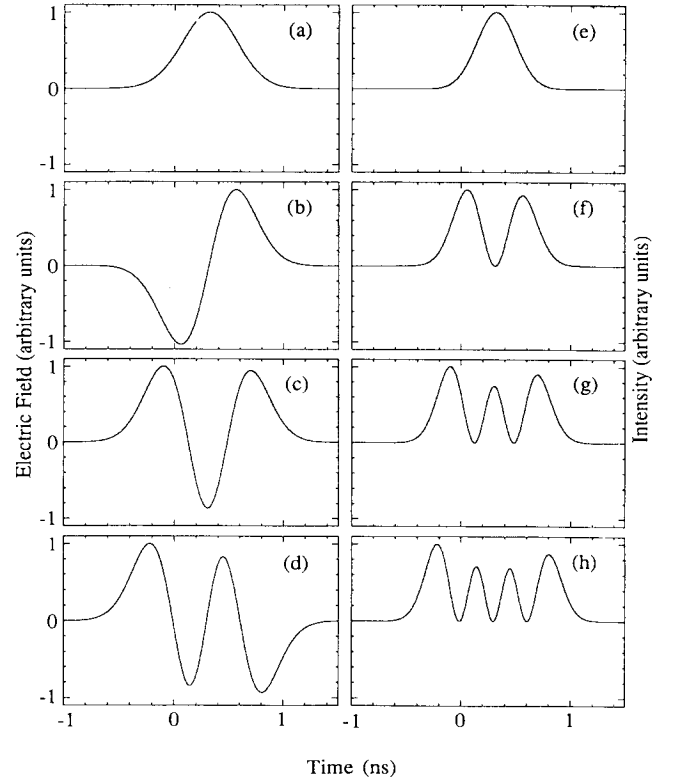 1
0
-1
(a)
(e)
1
0
-1
(b)
(f)
1
0
-1
(c)
(g)
1
0
-1
(d)
(h)
-1
0
1
-1
0
1
Electric Field (arbitrary units)
Intensity (arbitrary units)
Time (ns)